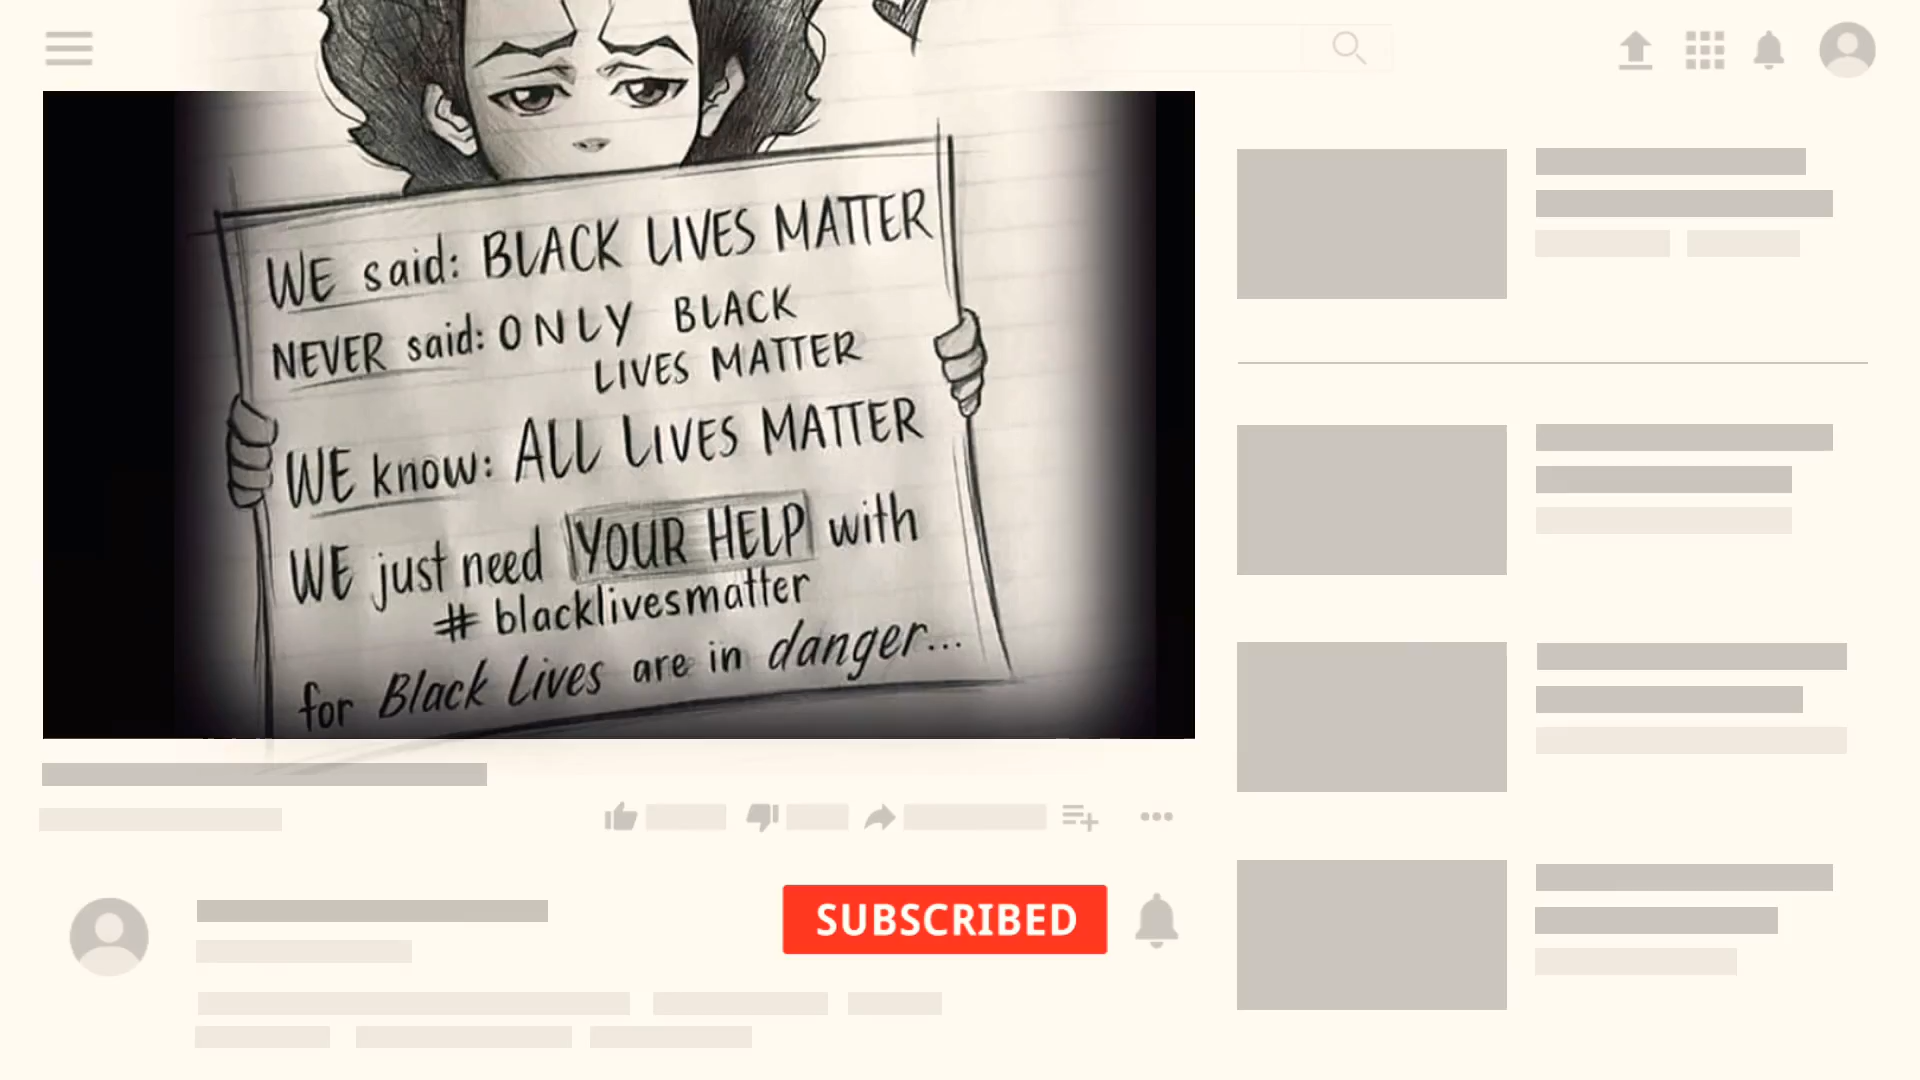 WE said: BLACK LIVES MATTER
NEVER said: ONLY BLACK
LIVES MATTER
WE know: ALL LIVES MATTER
WE just need YOUR HELP with
# blacklivesmatter
for Black Lives are in danger...
SUBSCRIBED